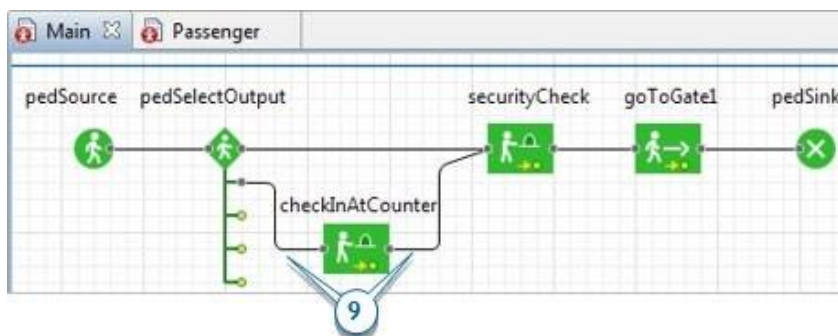 Main Passenger
pedSource pedSelectOutput securityCheck goToGate1 pedSink
checkInAtCounter
9